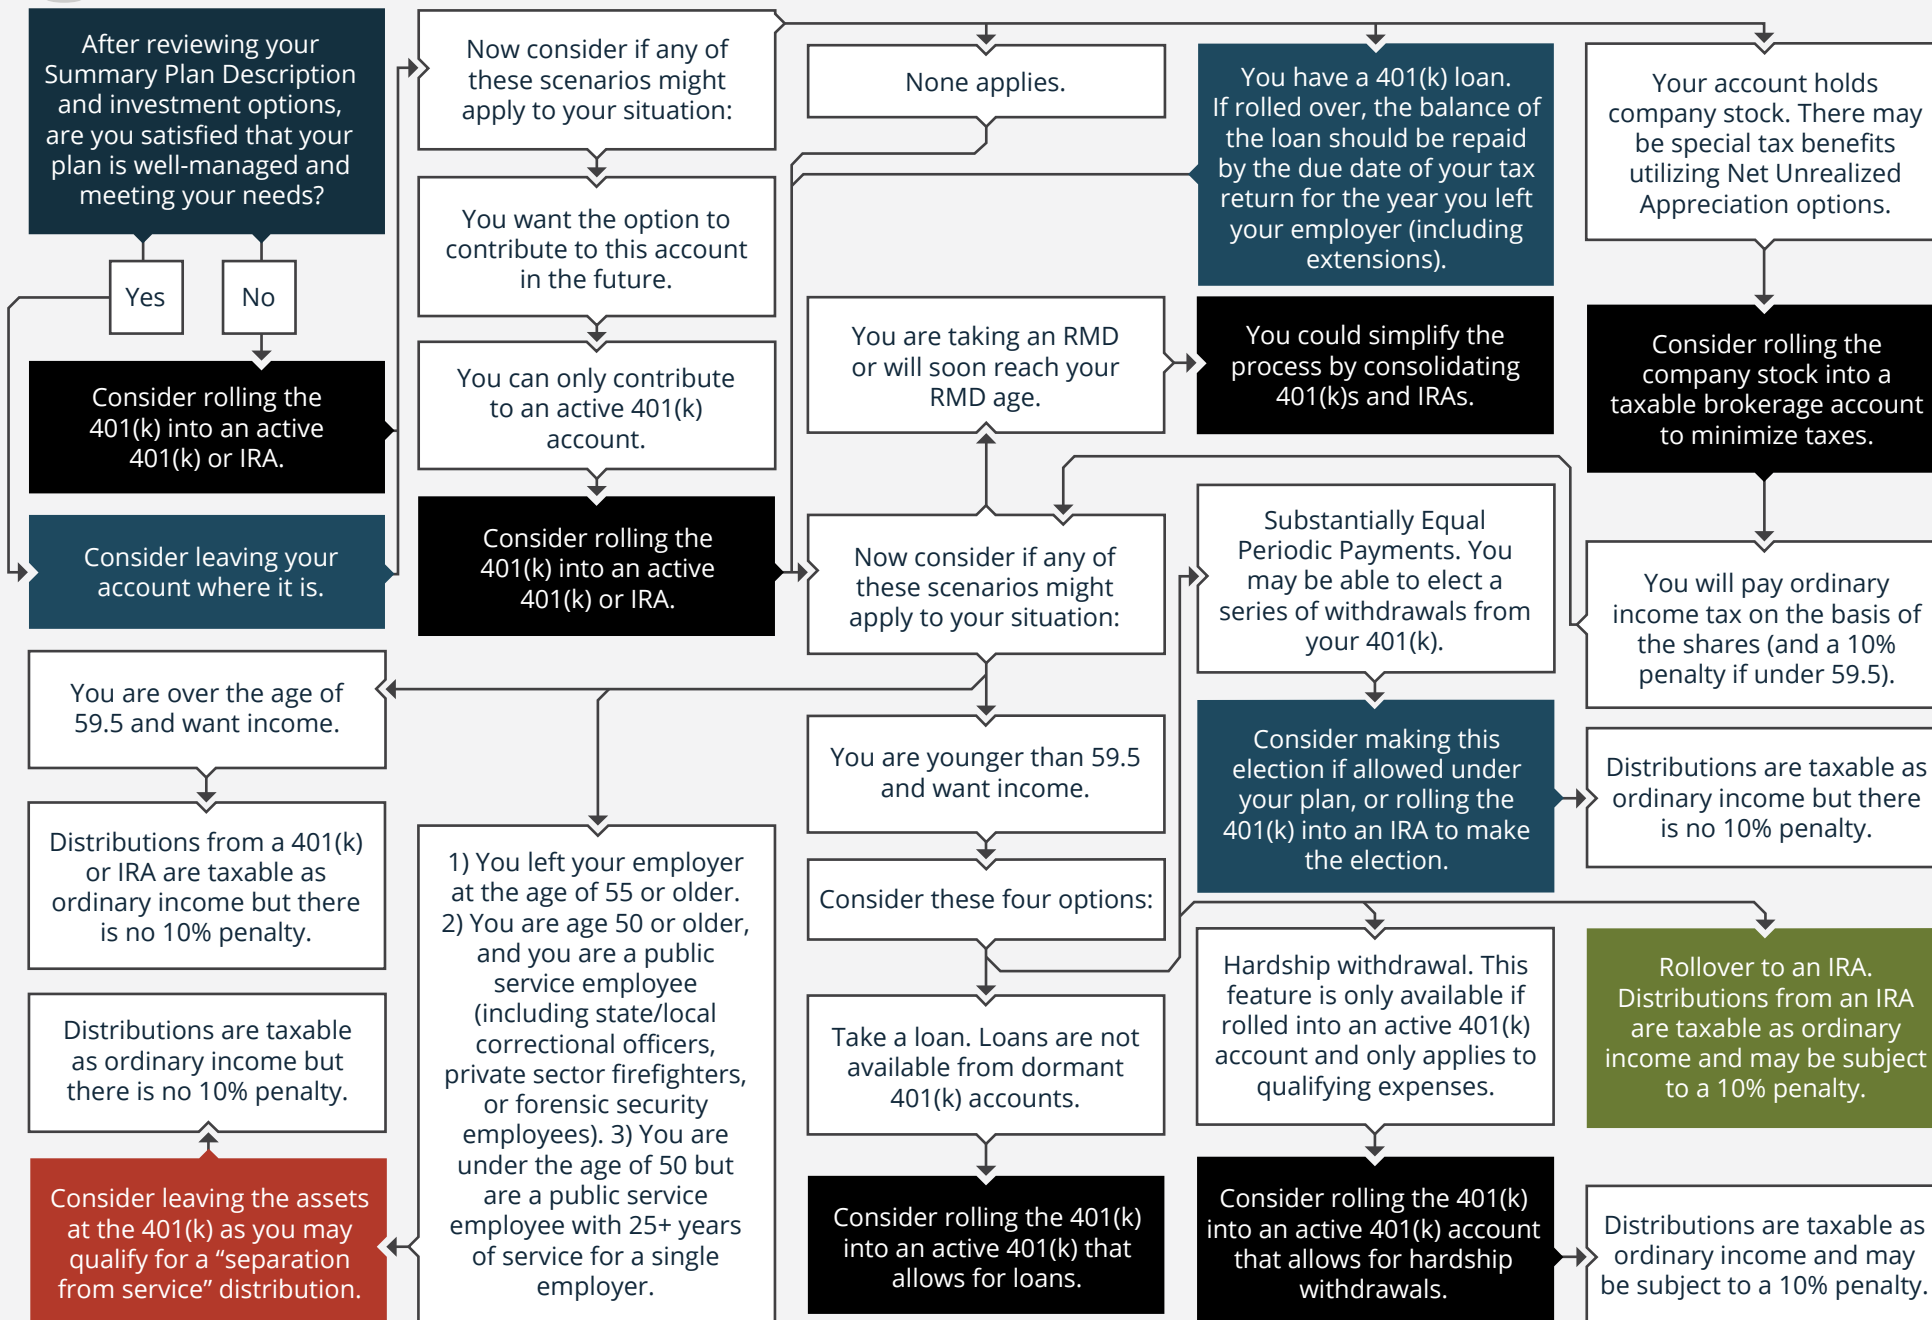 After reviewing your
Summary Plan Description
and investment options,
are you satisfied that your
plan is well-managed and
meeting your needs?
Yes
No
Consider rolling the
401(k) into an active
401(k) or IRA.
Consider leaving your
account where it is.
Now consider if any of
these scenarios might
apply to your situation:
You want the option to
contribute to this account
in the future.
You can only contribute
to an active 401(k)
account.
Consider rolling the
401(k) into an active
401(k) or IRA.
None applies.
You have a 401(k) loan.
If rolled over, the balance of
the loan should be repaid
by the due date of your tax
return for the year you left
your employer (including
extensions).
Your account holds
company stock. There may
be special tax benefits
utilizing Net Unrealized
Appreciation options.
Consider rolling the
company stock into a
taxable brokerage account
to minimize taxes.
You will pay ordinary
income tax on the basis of
the shares (and a 10%
penalty if under 59.5).
Now consider if any of
these scenarios might
apply to your situation:
You are taking an RMD
or will soon reach your
RMD age.
You could simplify the
process by consolidating
401(k)s and IRAs.
You are over the age of
59.5 and want income.
Distributions from a 401(k)
or IRA are taxable as
ordinary income but there
is no 10% penalty.
1) You left your employer
at the age of 55 or older.
2) You are age 50 or older,
and you are a public
service employee
(including state/local
correctional officers,
private sector firefighters,
or forensic security
employees). 3) You are
under the age of 50 but
are a public service
employee with 25+ years
of service for a single
employer.
Consider leaving the assets
at the 401(k) as you may
qualify for a “separation
from service” distribution.
Distributions are taxable
as ordinary income but
there is no 10% penalty.
You are younger than 59.5
and want income.
Consider these four options:
Take a loan. Loans are not
available from dormant
401(k) accounts.
Consider rolling the 401(k)
into an active 401(k) that
allows for loans.
Substantially Equal
Periodic Payments. You
may be able to elect a
series of withdrawals from
your 401(k).
Consider making this
election if allowed under
your plan, or rolling the
401(k) into an IRA to make
the election.
Distributions are taxable as
ordinary income but there
is no 10% penalty.
Hardship withdrawal. This
feature is only available if
rolled into an active 401(k)
account and only applies to
qualifying expenses.
Consider rolling the 401(k)
into an active 401(k) account
that allows for hardship
withdrawals.
Distributions are taxable as
ordinary income and may
be subject to a 10% penalty.
Rollover to an IRA.
Distributions from an IRA
are taxable as ordinary
income and may be subject
to a 10% penalty.